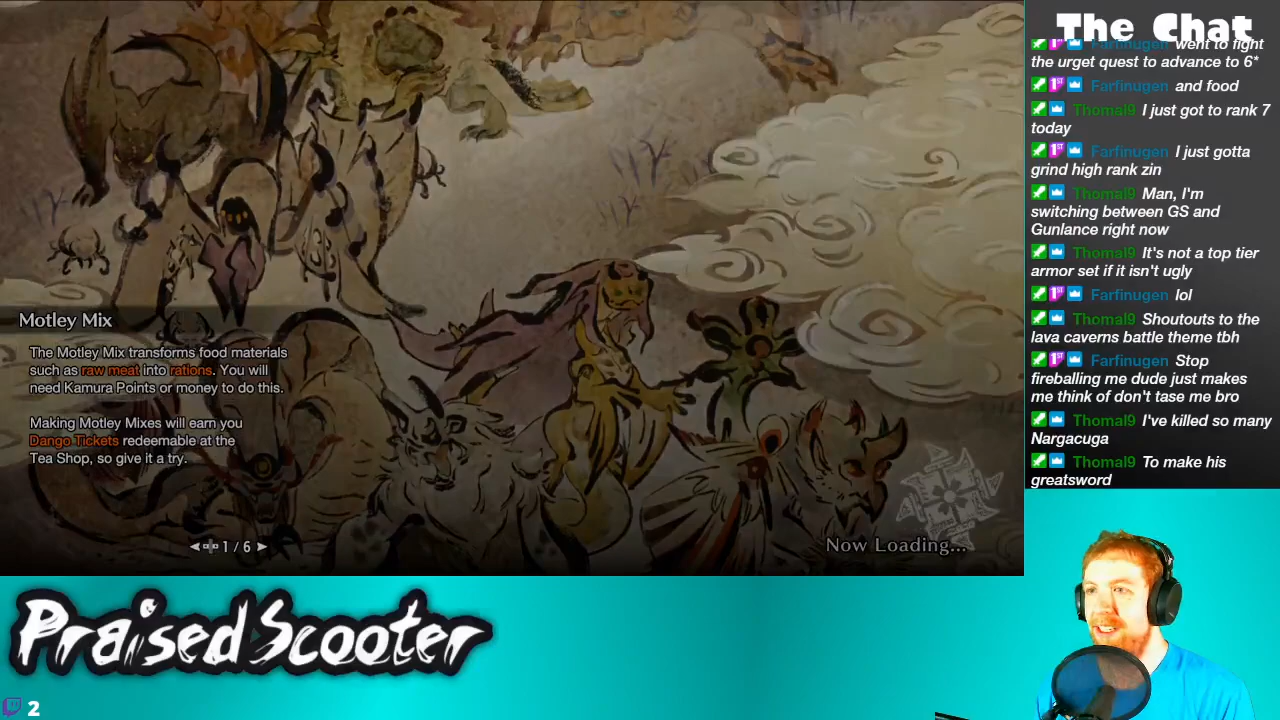 The Chat
Farfinugen went to fight
the urget quest to advance to 6*
Farfinugen and food
Thomal9 I just got to rank 7
today
Farfinugen I just gotta
grind high rank zin
Thomal9 Man, I'm
switching between GS and
Gunlance right now
Thomal9 It's not a top tier
armor set if it isn't ugly
Farfinugen lol
Thomal9 Shoutouts to the
lava caverns battle theme tbh
Farfinugen Stop
fireballing me dude just makes
me think of don't tase me bro
Thomal9 I've killed so many
Nargacuga
Thomal9 To make his
greatsword
Motley Mix
The Motley Mix transforms food materials
such as raw meat into rations. You will
need Kamura Points or money to do this.
Making Motley Mixes will earn you
Dango Tickets redeemable at the
Tea Shop, so give it a try.
1 / 6
Now Loading...
Praised Scooter
2